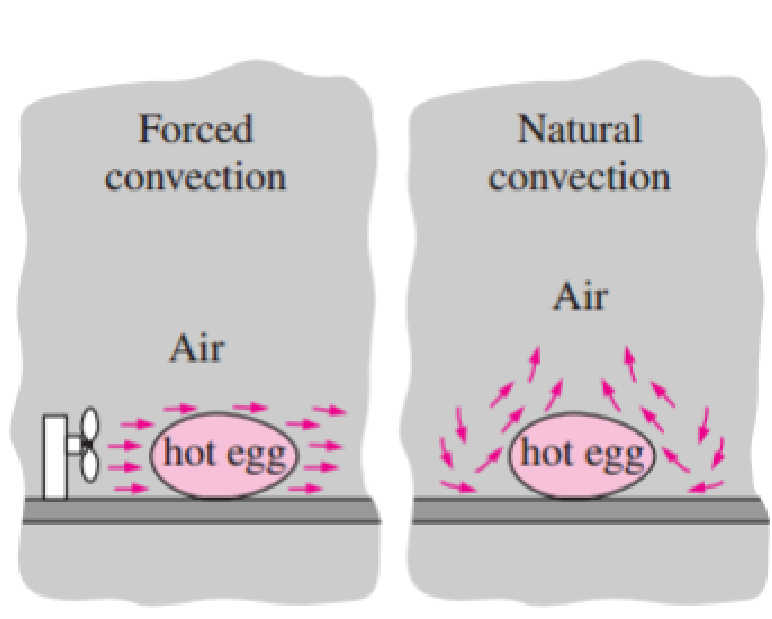 Forced
convection
Air
hot egg
Natural
convection
Air
hot egg